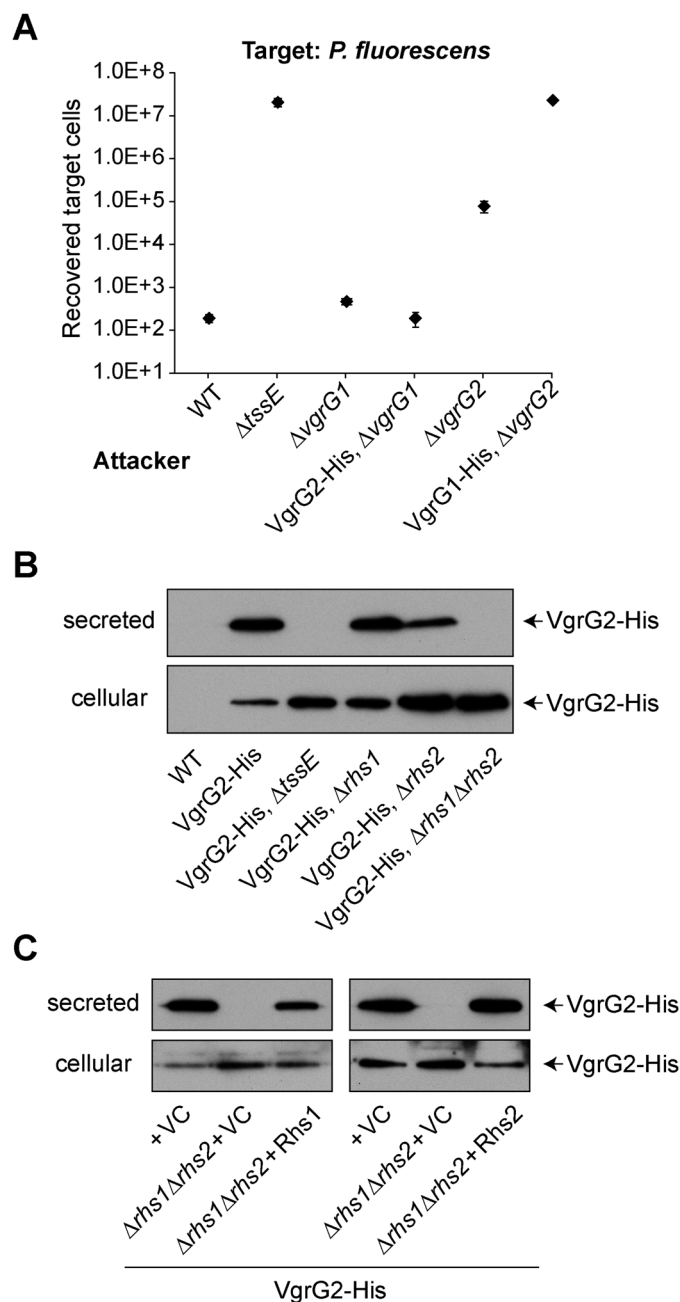 A
Target: P. fluorescens
Recovered target cells
1.0E+8
1.0E+7
1.0E+6
1.0E+5
1.0E+4
1.0E+3
1.0E+2
1.0E+1
WT
ΔtssE
ΔvgrG1
VgrG2-His, ΔvgrG1
ΔvgrG2
VgrG1-His, ΔvgrG2
Attacker
B
secreted
VgrG2-His
cellular
VgrG2-His
WT
VgrG2-His
VgrG2-His, ΔtssE
VgrG2-His, Δrhs1
VgrG2-His, Δrhs2
VgrG2-His, Δrhs1Δrhs2
C
secreted
VgrG2-His
cellular
VgrG2-His
+VC
Δrhs1Δrhs2+VC
Δrhs1Δrhs2+Rhs1
+VC
Δrhs1Δrhs2+VC
Δrhs1Δrhs2+Rhs2
VgrG2-His